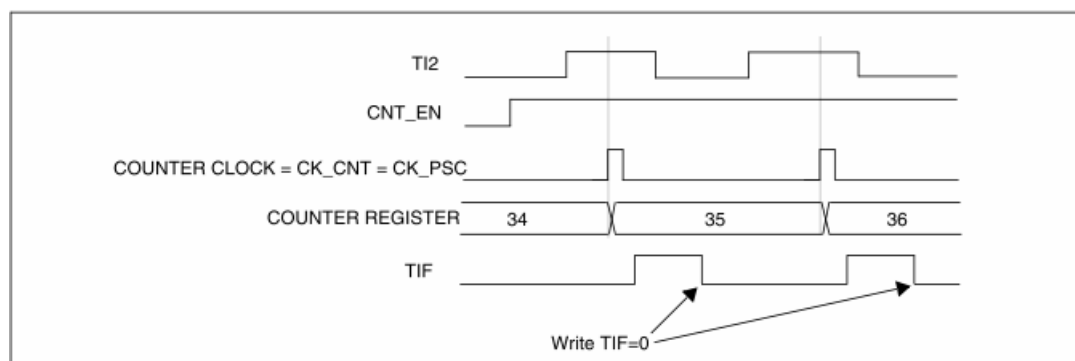 TI2
CNT_EN
COUNTER CLOCK = CK_CNT = CK_PSC
COUNTER REGISTER 34 35 36
TIF
Write TIF=0